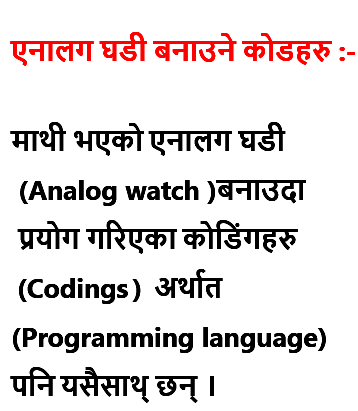 एनालग घडी बनाउने कोडहरु :-
माथी भएको एनालग घडी
(Analog watch )बनाउदा
प्रयोग गरिएका कोडिंगहरु
(Codings) अर्थात
(Programming language)
पनि यसैसाथ् छन् ।